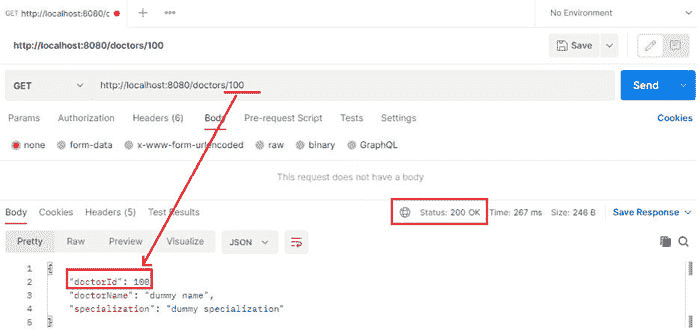 GET http://localhost:8080/d
No Environment
http://localhost:8080/doctors/100
Save
GET http://localhost:8080/doctors/100 Send
Params Authorization Headers (6) Body Pre-request Script Tests Settings Cookies
none form-data x-www-form-urlencoded raw binary GraphQL
This request does not have a body
Body Cookies Headers (5) Test Results Status: 200 OK Time: 267 ms Size: 246 B Save Response
Pretty Raw Preview Visualize JSON
1 {
2 "doctorId": 100,
3 "doctorName": "dummy name",
4 "specialization": "dummy specialization"
5 }